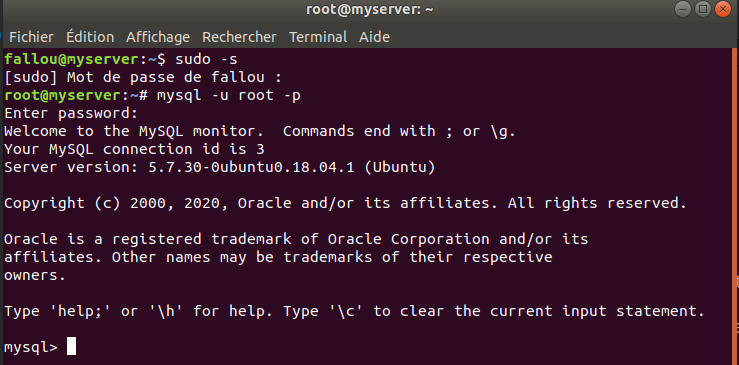 root@myserver: ~
Fichier Édition Affichage Rechercher Terminal Aide
fallou@myserver:~$ sudo -s
[sudo] Mot de passe de fallou :
root@myserver:~# mysql -u root -p
Enter password:
Welcome to the MySQL monitor.  Commands end with ; or \g.
Your MySQL connection id is 3
Server version: 5.7.30-0ubuntu0.18.04.1 (Ubuntu)
Copyright (c) 2000, 2020, Oracle and/or its affiliates. All rights reserved.
Oracle is a registered trademark of Oracle Corporation and/or its
affiliates. Other names may be trademarks of their respective
owners.
Type 'help;' or '\h' for help. Type '\c' to clear the current input statement.
mysql>